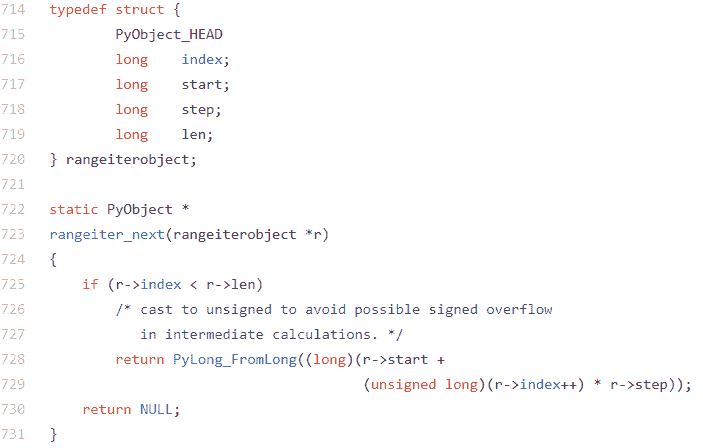 714 typedef struct {
715         PyObject_HEAD
716         long    index;
717         long    start;
718         long    step;
719         long    len;
720 } rangeiterobject;
721
722 static PyObject *
723 rangeiter_next(rangeiterobject *r)
724 {
725     if (r->index < r->len)
726         /* cast to unsigned to avoid possible signed overflow
727            in intermediate calculations. */
728         return PyLong_FromLong((long)(r->start +
729                                       (unsigned long)(r->index++) * r->step));
730     return NULL;
731 }